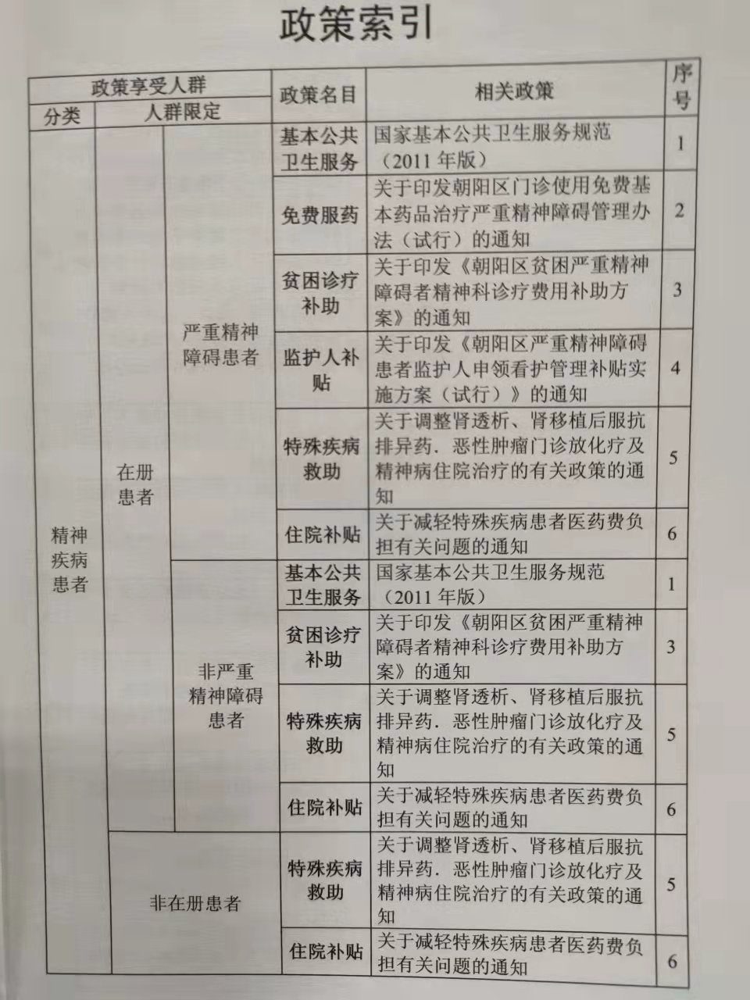 政策索引
政策享受人群
政策名目
相关政策
序
号
分类
人群限定
精神
疾病
患者
在册
患者
严重精神
障碍患者
基本公共
卫生服务
国家基本公共卫生服务规范
（2011 年版）
1
免费服药
关于印发朝阳区门诊使用免费基
本药品治疗严重精神障碍管理办
法（试行）的通知
2
贫困诊疗
补助
关于印发《朝阳区贫困严重精神
障碍者精神科诊疗费用补助方
案》的通知
3
监护人补
贴
关于印发《朝阳区严重精神障碍
患者监护人申领看护管理补贴实
施方案（试行）》的通知
4
特殊疾病
救助
关于调整肾透析、肾移植后服抗
排异药．恶性肿瘤门诊放化疗及
精神病住院治疗的有关政策的通
知
5
住院补贴
关于减轻特殊疾病患者医药费负
担有关问题的通知
6
非严重
精神障碍
患者
基本公共
卫生服务
国家基本公共卫生服务规范
（2011 年版）
1
贫困诊疗
补助
关于印发《朝阳区贫困严重精神
障碍者精神科诊疗费用补助方
案》的通知
3
特殊疾病
救助
关于调整肾透析、肾移植后服抗
排异药．恶性肿瘤门诊放化疗及
精神病住院治疗的有关政策的通
知
5
住院补贴
关于减轻特殊疾病患者医药费负
担有关问题的通知
6
非在册患者
特殊疾病
救助
关于调整肾透析、肾移植后服抗
排异药．恶性肿瘤门诊放化疗及
精神病住院治疗的有关政策的通
知
5
住院补贴
关于减轻特殊疾病患者医药费负
担有关问题的通知
6